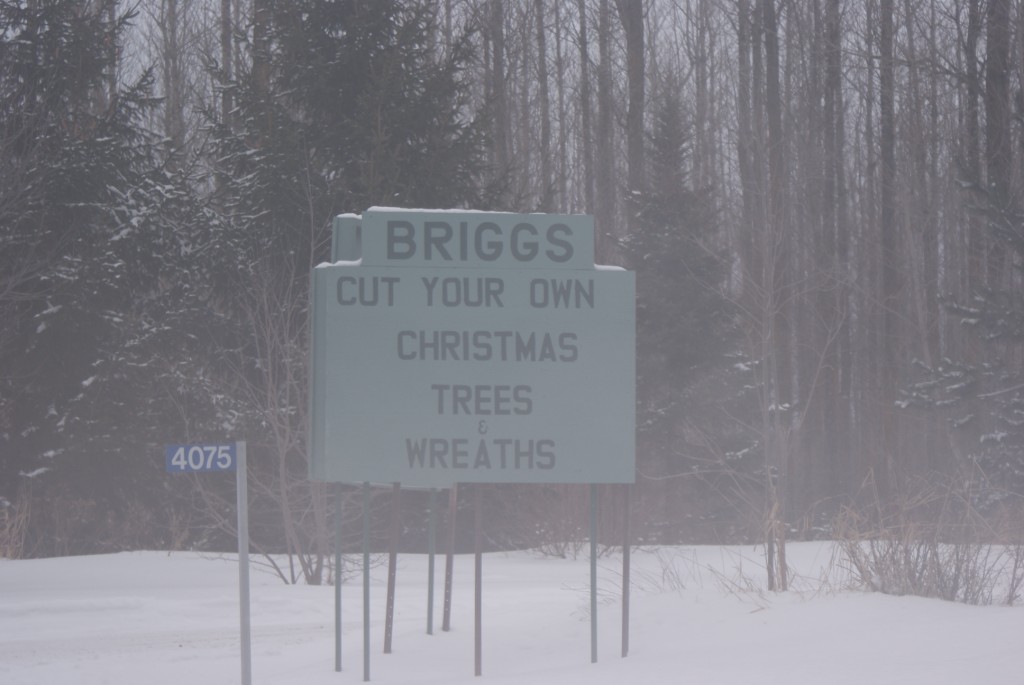 BRIGGS
CUT YOUR OWN
CHRISTMAS
TREES
&
WREATHS
4075